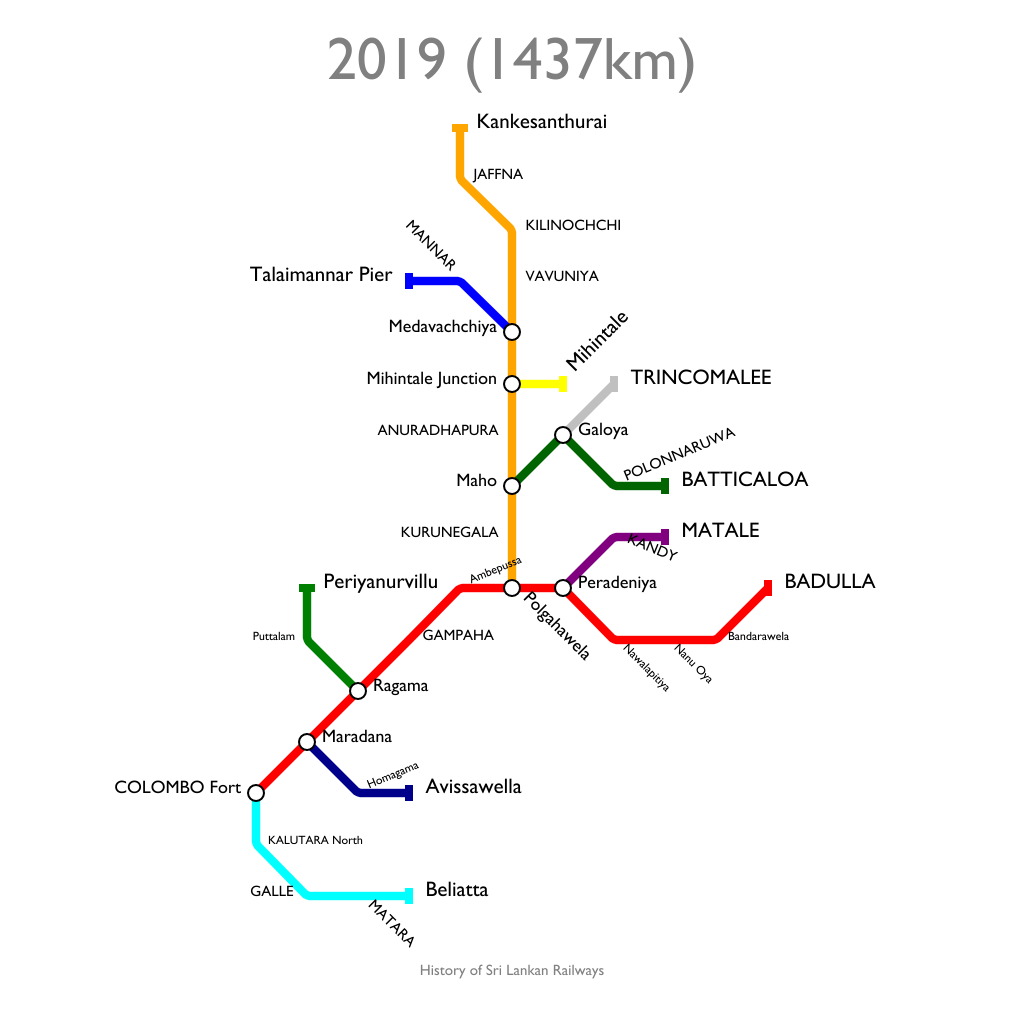 2019 (1437km)
Kankesanthurai
JAFFNA
KILINOCHCHI
MANNAR
Talaimannar Pier
VAVUNIYA
Medavachchiya
Mihintale
Mihintale Junction
TRINCOMALEE
ANURADHAPURA
Galoya
POLONNARUWA
Maho
BATTICALOA
KURUNEGALA
MATALE
KANDY
Ambepussa
Periyanurvillu
Peradeniya
BADULLA
Polgahawela
Puttalam
GAMPAHA
Nawalapitiya
Nanu Oya
Bandarawela
Ragama
Maradana
Homagama
COLOMBO Fort
Avissawella
KALUTARA North
GALLE
Beliatta
MATARA
History of Sri Lankan Railways